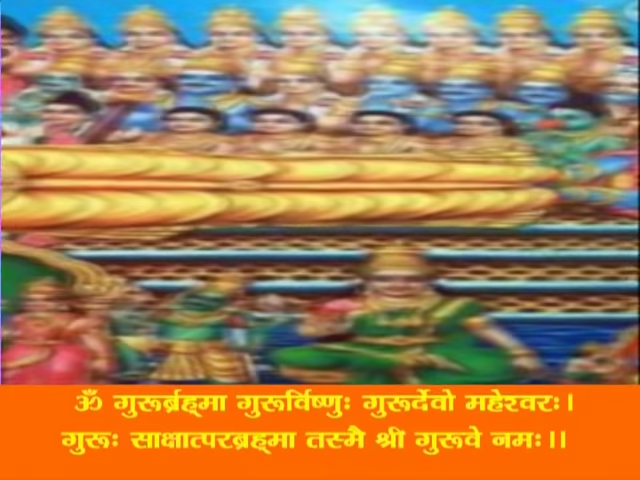 ॐ गुरूर्ब्रह्मा गुरूर्विष्णुः गुरूर्देवो महेश्वरः।
गुरूः साक्षात्परब्रह्मा तस्मै श्री गुरूवे नमः।।